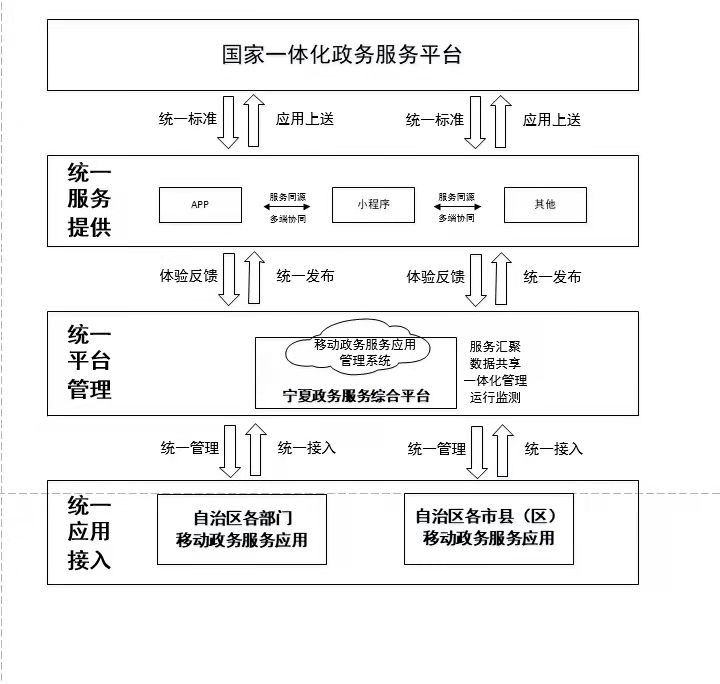 国家一体化政务服务平台
统一标准
应用上送
统一标准
应用上送
统一
服务
提供
APP
服务同源
多端协同
小程序
服务同源
多端协同
其他
体验反馈
统一发布
体验反馈
统一发布
统一
平台
管理
移动政务服务应用
管理系统
宁夏政务服务综合平台
服务汇聚
数据共享
一体化管理
运行监测
统一管理
统一接入
统一管理
统一接入
统一
应用
接入
自治区各部门
移动政务服务应用
自治区各市县（区）
移动政务服务应用